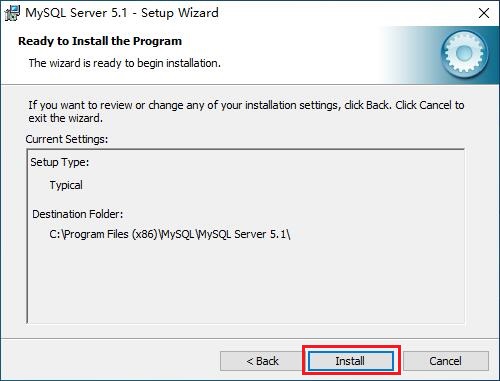 MySQL Server 5.1 - Setup Wizard
Ready to Install the Program
The wizard is ready to begin installation.
If you want to review or change any of your installation settings, click Back. Click Cancel to
exit the wizard.
Current Settings:
Setup Type:
Typical
Destination Folder:
C:\Program Files (x86)\MySQL\MySQL Server 5.1\
< Back
Install
Cancel